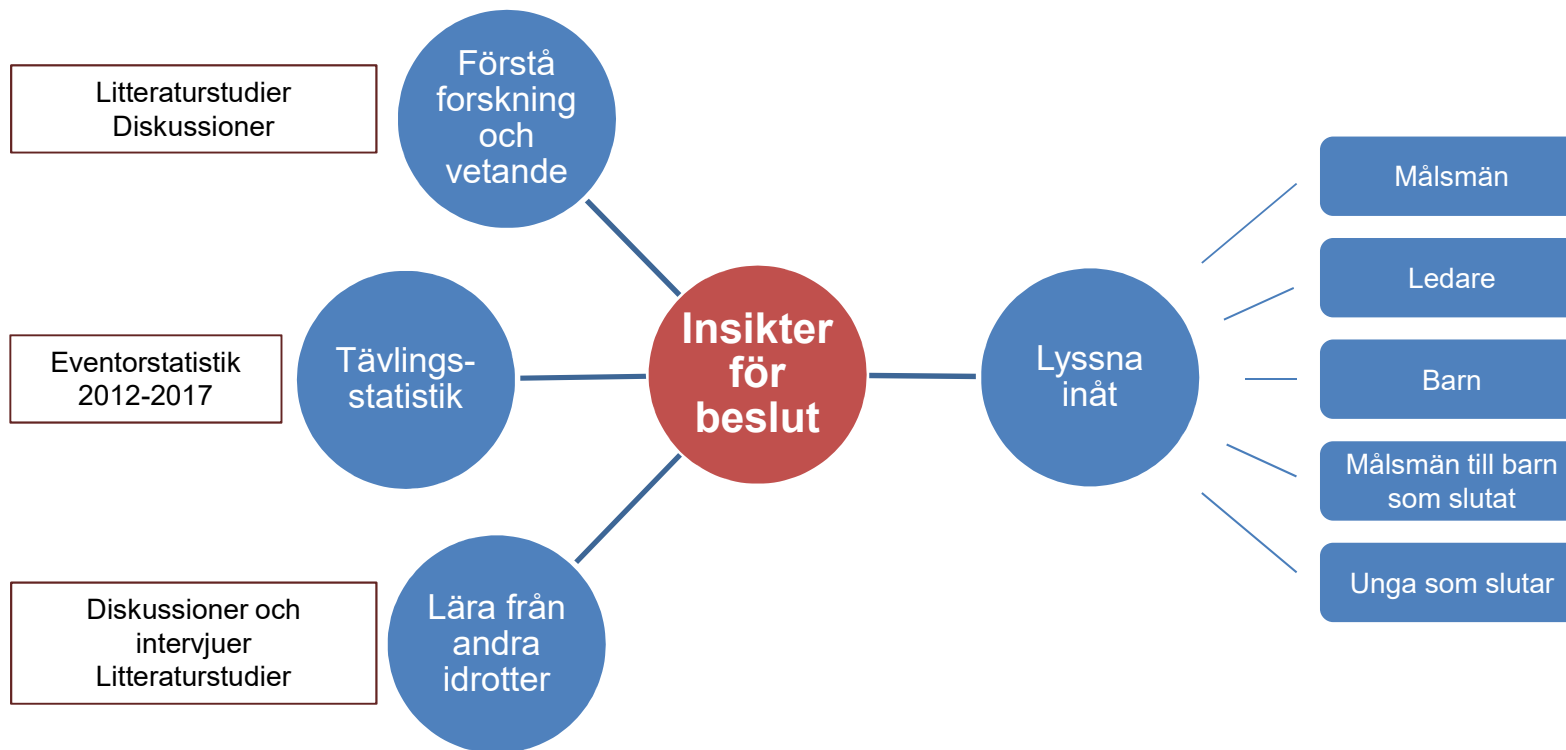 Litteraturstudier
Diskussioner
Förstå
forskning
och
vetande
Eventorstatistik
2012-2017
Tävlings-
statistik
Diskussioner och
intervjuer
Litteraturstudier
Lära från
andra
idrotter
Insikter
för
beslut
Lyssna
inåt
Målsmän
Ledare
Barn
Målsmän till barn
som slutat
Unga som slutar